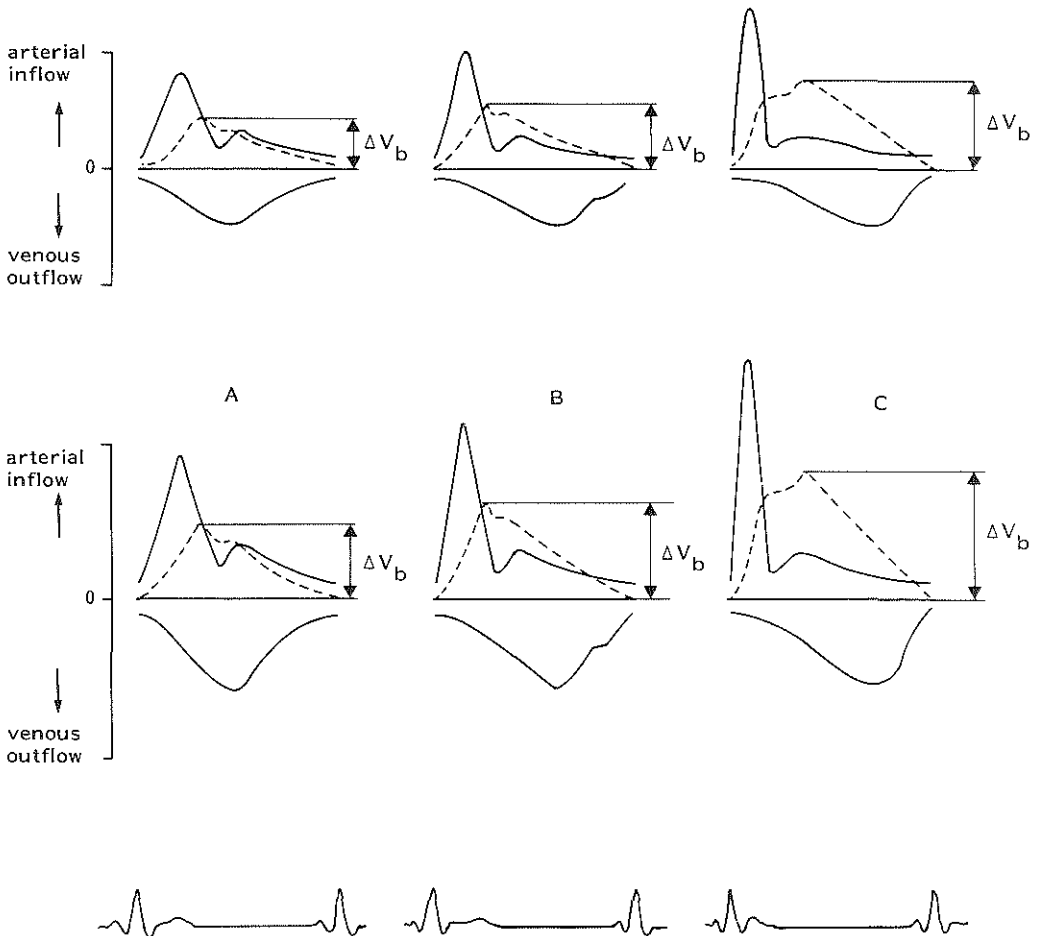 arterial
inflow
ΔV_b
ΔV_b
ΔV_b
0
venous
outflow
A
B
C
arterial
inflow
ΔV_b
ΔV_b
ΔV_b
0
venous
outflow